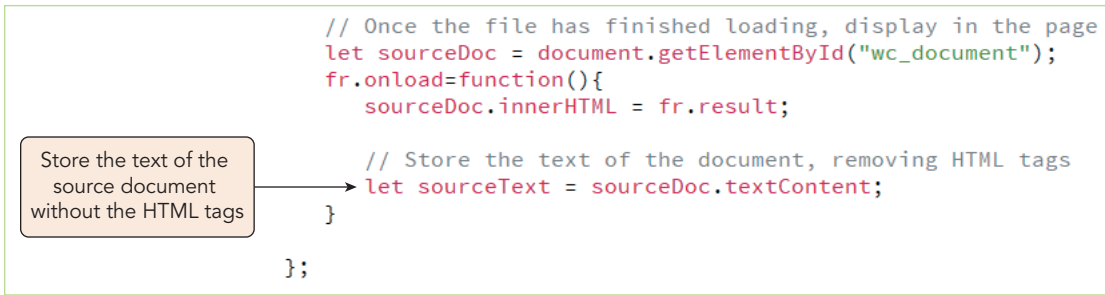 // Once the file has finished loading, display in the page
let sourceDoc = document.getElementById("wc_document");
fr.onload=function(){
sourceDoc.innerHTML = fr.result;
// Store the text of the document, removing HTML tags
let sourceText = sourceDoc.textContent;
}
};
Store the text of the
source document
without the HTML tags